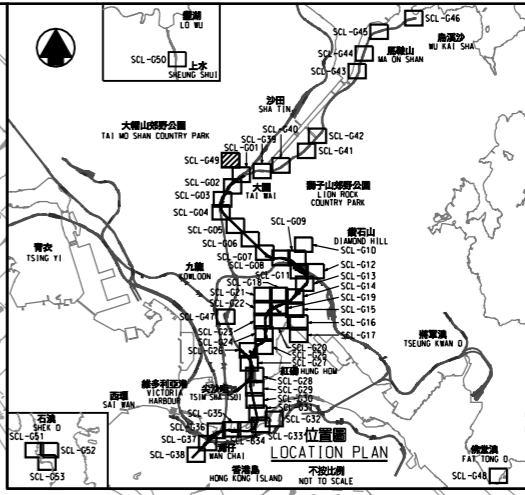 羅湖
LO WU
SCL-G50
上水
SHEUNG SHUI
SCL-G46
SCL-G45
烏溪沙
WU KAI SHA
馬鞍山
MA ON SHAN
SCL-G44
SCL-G43
沙田
SHA TIN
SCL-G42
SCL-G41
SCL-G40
SCL-G39
SCL-G01
大帽山郊野公園
TAI MO SHAN COUNTRY PARK
SCL-G49
SCL-G02
SCL-G03
SCL-G04
大圍
TAI WAI
獅子山郊野公園
LION ROCK
COUNTRY PARK
SCL-G05
SCL-G06
SCL-G07
SCL-G08
SCL-G09
鑽石山
DIAMOND HILL
SCL-G10
SCL-G11
SCL-G12
SCL-G13
SCL-G14
SCL-G19
SCL-G15
SCL-G16
SCL-G17
SCL-G18
SCL-G21
SCL-G22
青衣
TSING YI
九龍
KOWLOON
SCL-G47
SCL-G23
SCL-G24
SCL-G26
SCL-G20
紅磡
HUNG HOM
SCL-G28
SCL-G29
SCL-G30
SCL-G32
SCL-G33
SCL-G34
SCL-G35
SCL-G36
SCL-G37
SCL-G38
將軍澳
TSEUNG KWAN O
維多利亞港
VICTORIA
HARBOUR
尖沙咀
TSIM SHA TSUI
西環
SAI WAN
灣仔
WAN CHAI
香港島
HONG KONG ISLAND
石澳
SHEK O
SCL-G51
SCL-G52
SCL-G53
位置圖
LOCATION PLAN
不按比例
NOT TO SCALE
佛堂澳
FAT TONG O
SCL-G48